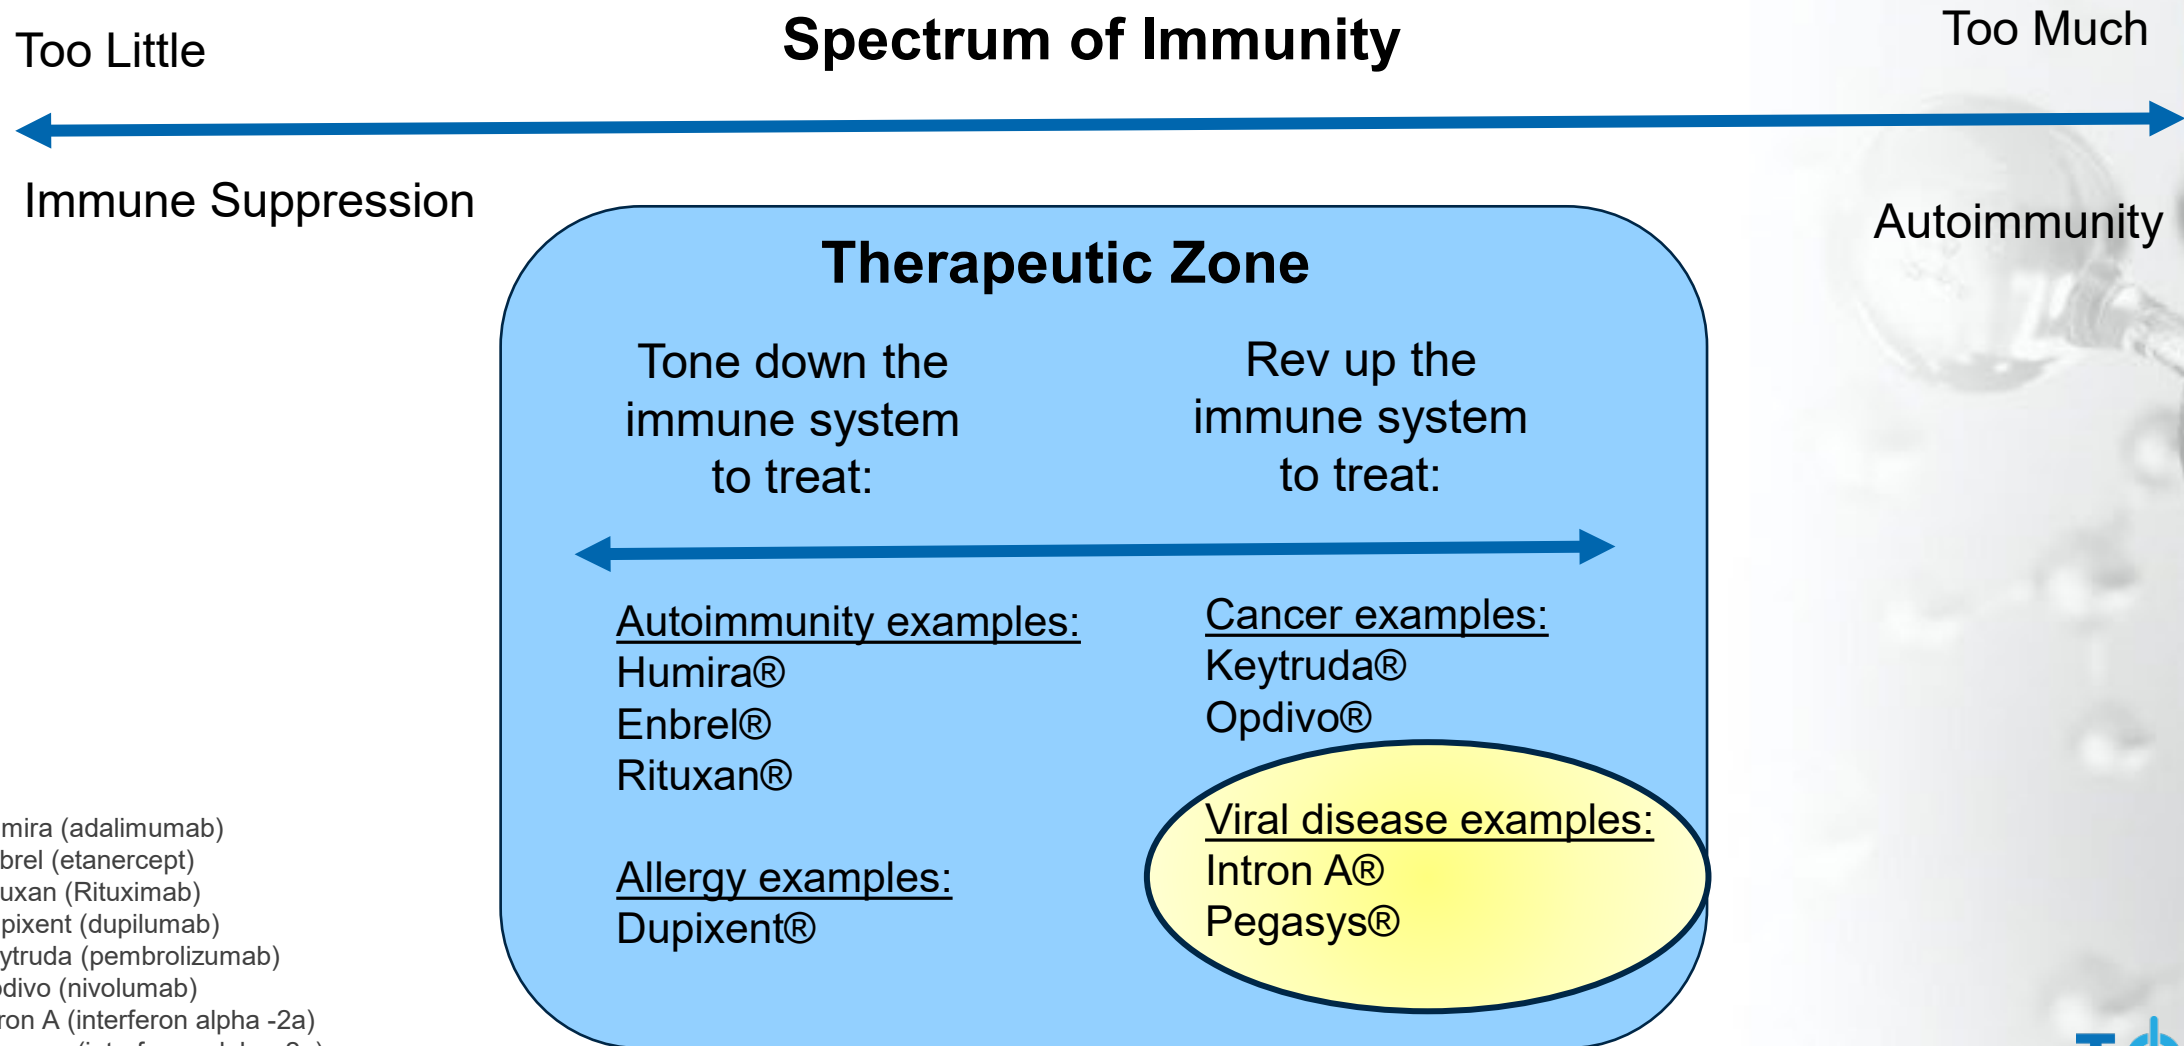 Too Little
Spectrum of Immunity
Too Much
Immune Suppression
Autoimmunity
Therapeutic Zone
Tone down the
immune system
to treat:
Rev up the
immune system
to treat:
Autoimmunity examples:
Humira®
Enbrel®
Rituxan®
Allergy examples:
Dupixent®
Cancer examples:
Keytruda®
Opdivo®
Viral disease examples:
Intron A®
Pegasys®
mira (adalimumab)
brel (etanercept)
uxan (Rituximab)
pixent (dupilumab)
ytruda (pembrolizumab)
divo (nivolumab)
ron A (interferon alpha -2a)